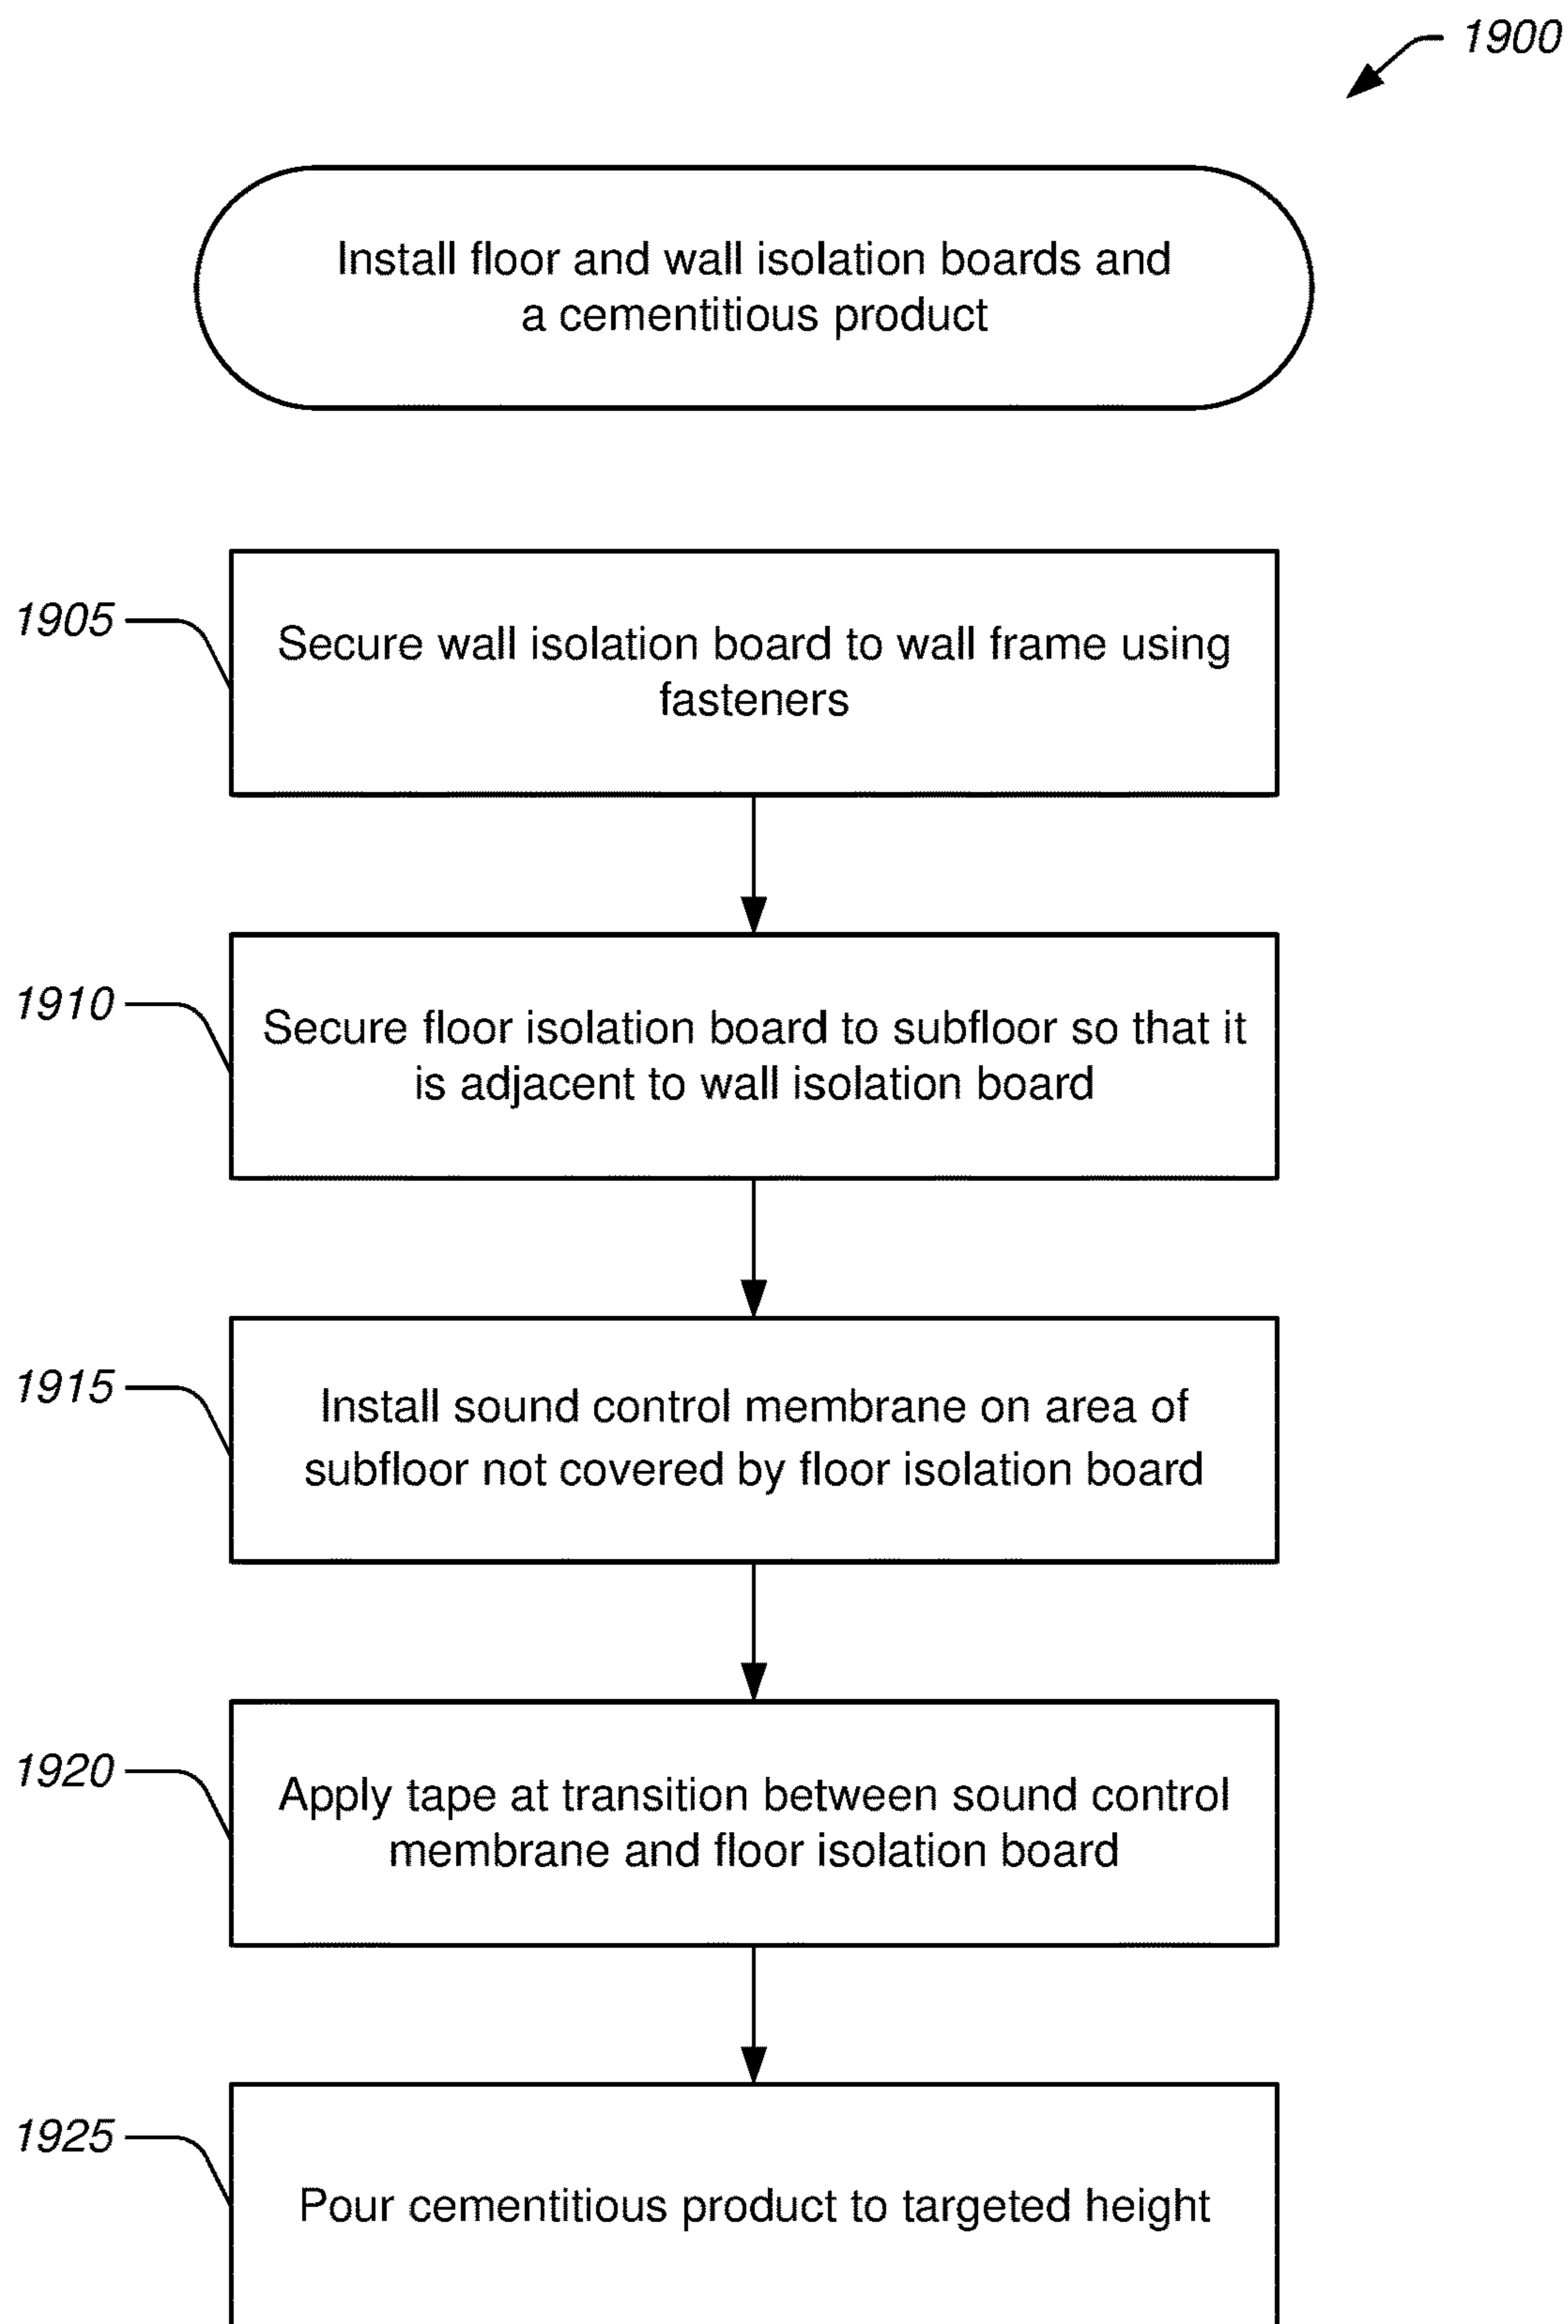 1900
Install floor and wall isolation boards and
a cementitious product
1905
Secure wall isolation board to wall frame using
fasteners
1910
Secure floor isolation board to subfloor so that it
is adjacent to wall isolation board
1915
Install sound control membrane on area of
subfloor not covered by floor isolation board
1920
Apply tape at transition between sound control
membrane and floor isolation board
1925
Pour cementitious product to targeted height